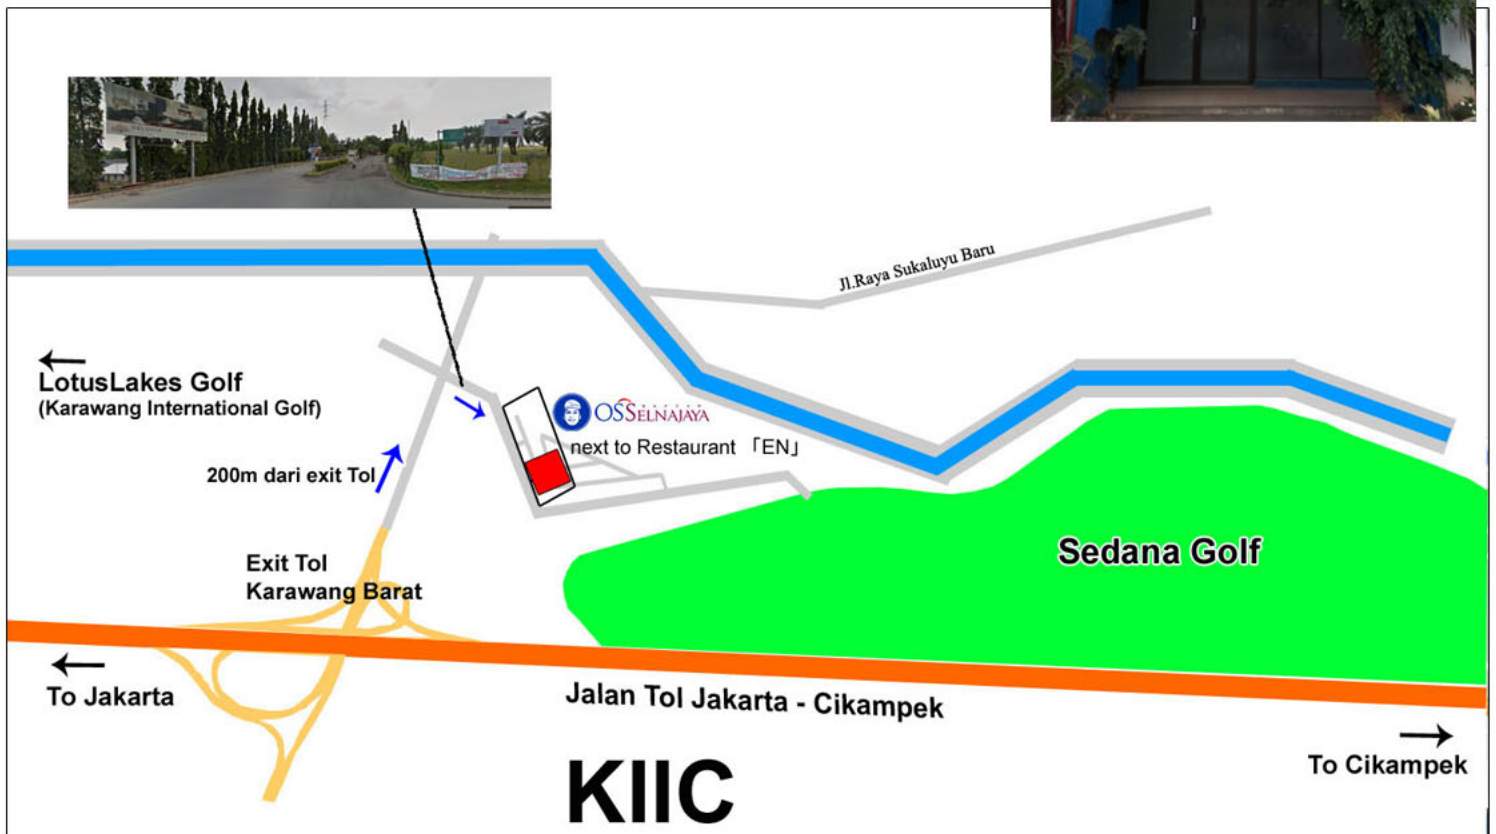 Jl.Raya Sukaluyu Baru
LotusLakes Golf
(Karawang International Golf)
OSSELNAJAYA
next to Restaurant 「EN」
200m dari exit Tol
Exit Tol
Karawang Barat
Sedana Golf
To Jakarta
Jalan Tol Jakarta - Cikampek
To Cikampek
KIIC